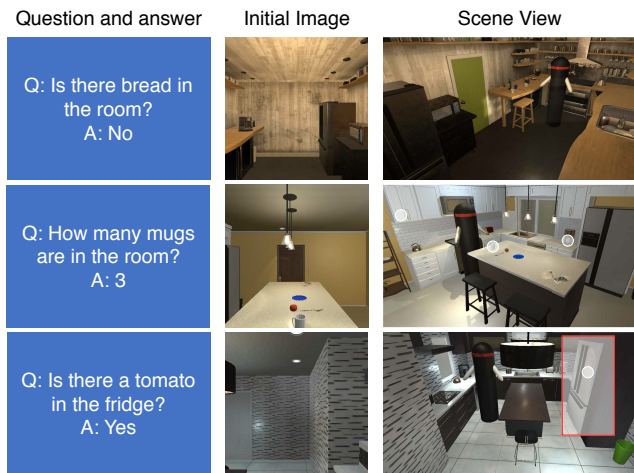 Question and answer
Initial Image
Scene View
Q: Is there bread in
the room?
A: No
Q: How many mugs
are in the room?
A: 3
Q: Is there a tomato
in the fridge?
A: Yes